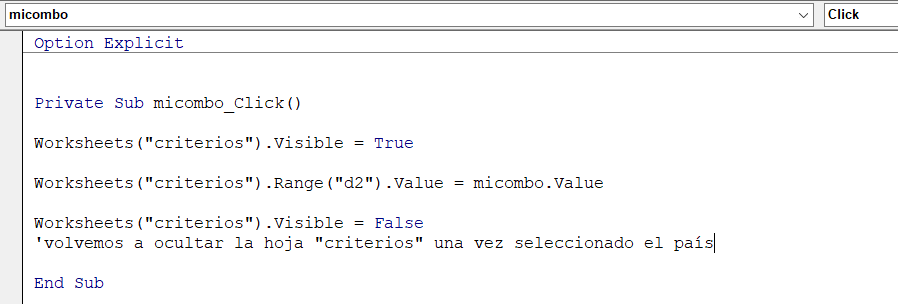 micombo
Click
Option Explicit
Private Sub micombo_Click()
Worksheets("criterios").Visible = True
Worksheets("criterios").Range("d2").Value = micombo.Value
Worksheets("criterios").Visible = False
'volvemos a ocultar la hoja "criterios" una vez seleccionado el país
End Sub